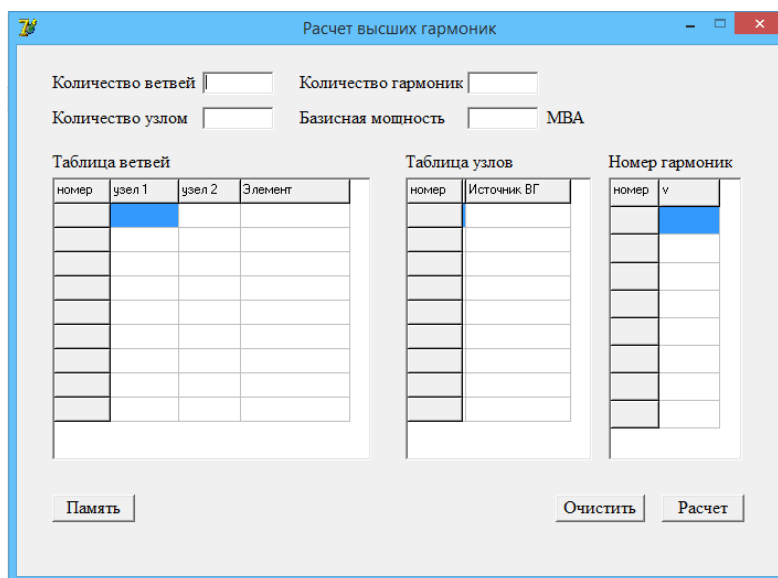 Расчет высших гармоник
Количество ветвей Количество гармоник
Количество узлом Базисная мощность МВА
Таблица ветвей Таблица узлов Номер гармоник
номер узел 1 узел 2 Элемент номер Источник ВГ номер v
Память Очистить Расчет